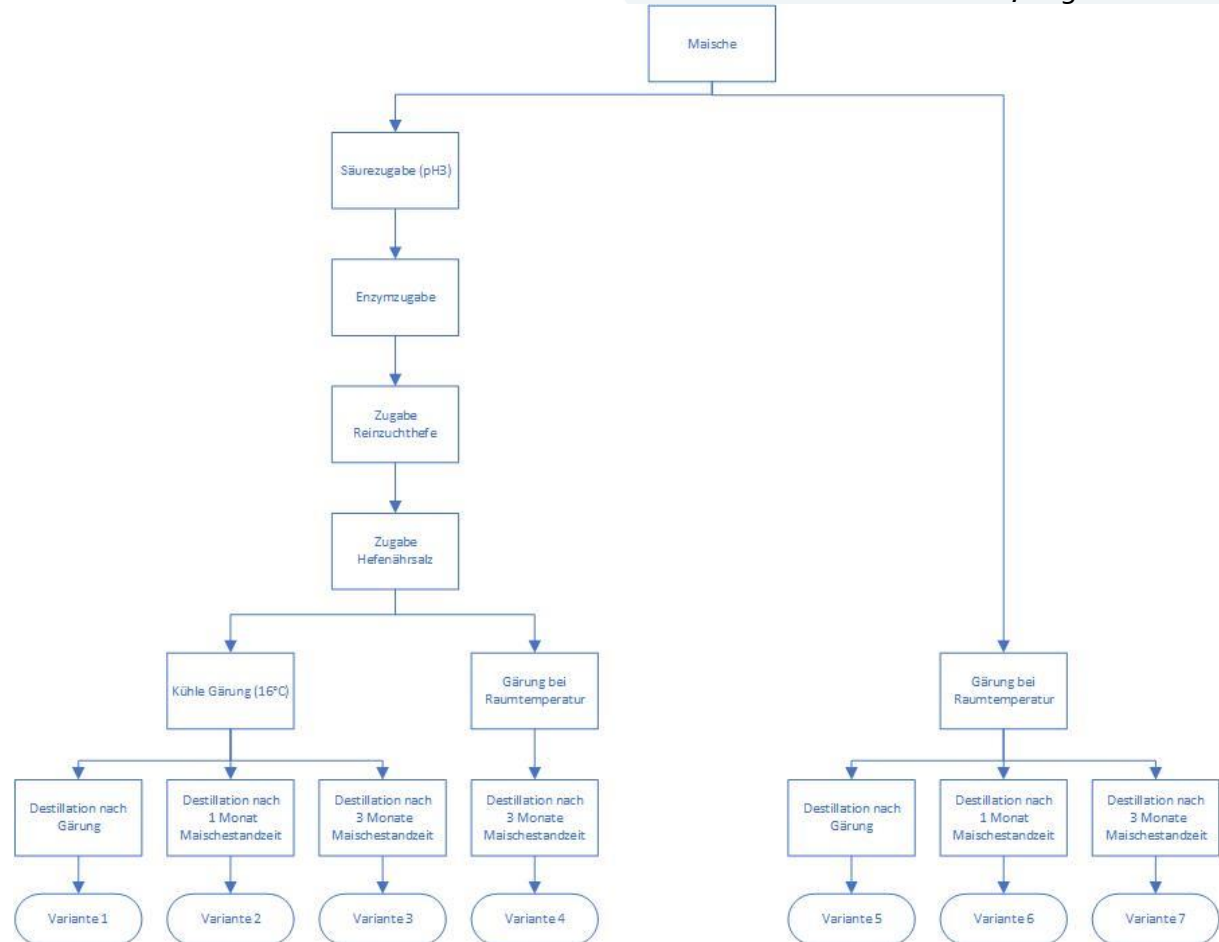 Maische
Säurezugabe (pH3)
Enzymzugabe
Zugabe
Reinzuchthefe
Zugabe
Hefenährsalz
Kühle Gärung (16°C)
Gärung bei
Raumtemperatur
Gärung bei
Raumtemperatur
Destillation nach
Gärung
Destillation nach
1 Monat
Maischestandzeit
Destillation nach
3 Monate
Maischestandzeit
Destillation nach
3 Monate
Maischestandzeit
Destillation nach
Gärung
Destillation nach
1 Monat
Maischestandzeit
Destillation nach
3 Monate
Maischestandzeit
Variante 1
Variante 2
Variante 3
Variante 4
Variante 5
Variante 6
Variante 7